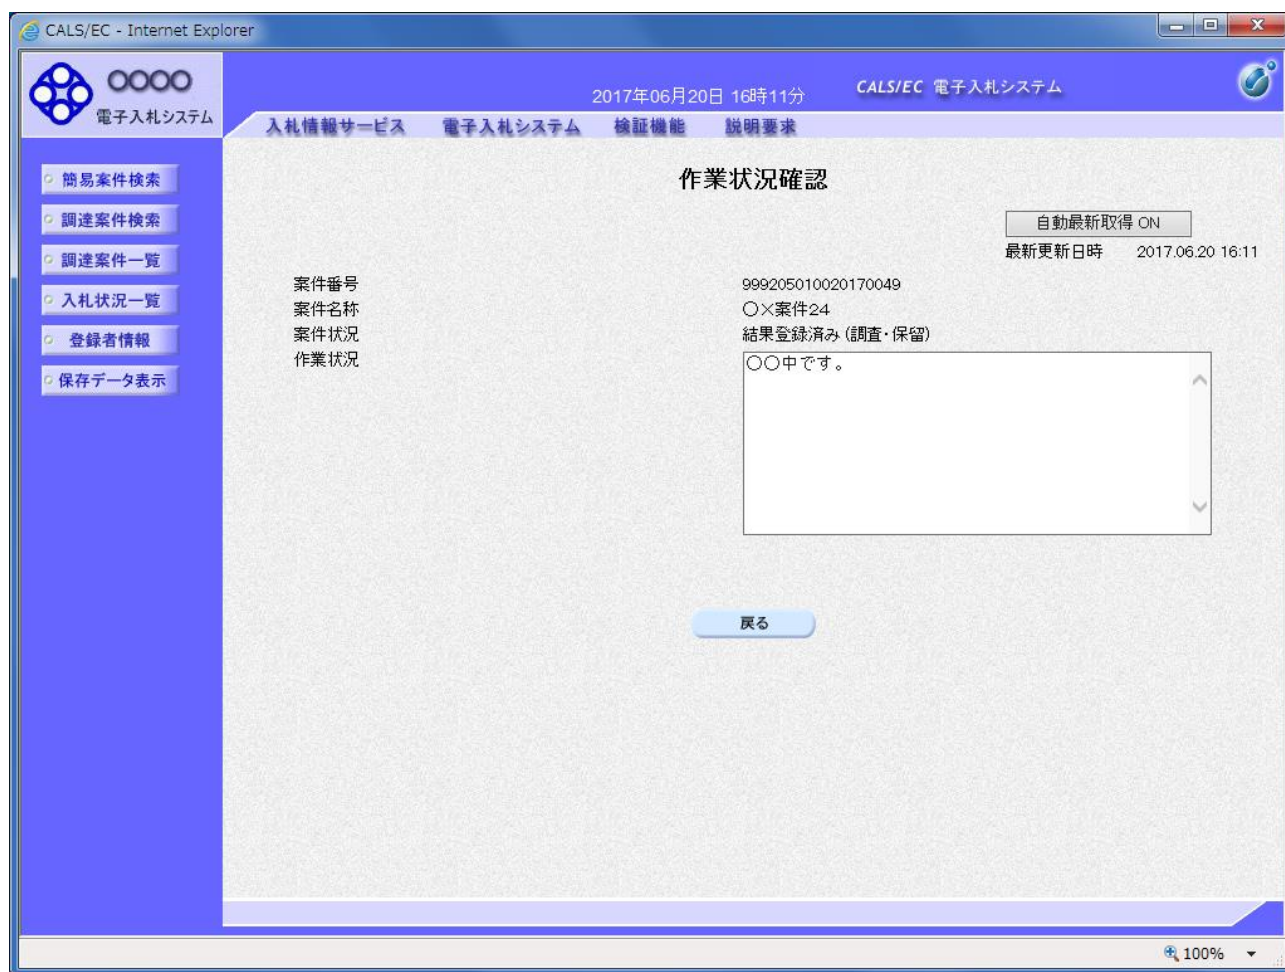 CALS/EC - Internet Explorer
〇〇〇〇
電子入札システム
2017年06月20日 16時11分
CALS/EC 電子入札システム
入札情報サービス 電子入札システム 検証機能 説明要求
簡易案件検索
調達案件検索
調達案件一覧
入札状況一覧
登録者情報
保存データ表示
作業状況確認
自動最新取得 ON
最新更新日時 2017.06.20 16:11
案件番号 999205010020170049
案件名称 〇×案件24
案件状況 結果登録済み(調査・保留)
作業状況 〇〇中です。
戻る
100%